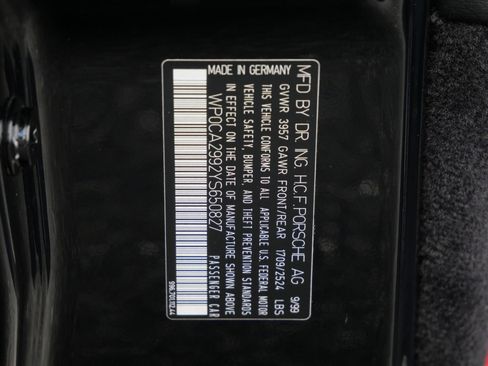 MFD BY DR. ING. H.C.F. PORSCHE AG 9/99
GVWR 3957 GAWR FRONT/REAR 1709/2524 LBS
THIS VEHICLE CONFORMS TO ALL APPLICABLE U.S. FEDERAL MOTOR
VEHICLE SAFETY, BUMPER, AND THEFT PREVENTION STANDARDS
IN EFFECT ON THE DATE OF MANUFACTURE SHOWN ABOVE
WP0CA2992YS650827 PASSENGER CAR
MADE IN GERMANY